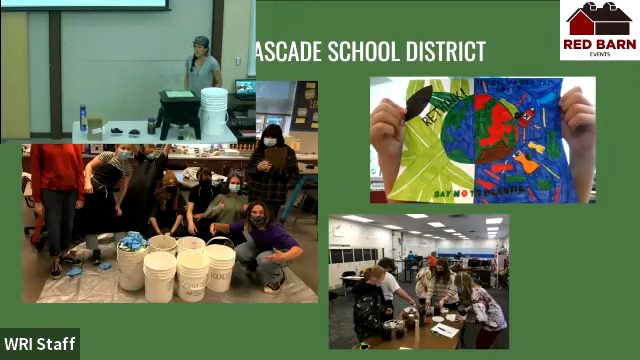 ASCADE SCHOOL DISTRICT
RED BARN
EVENTS
SAY NO TO PLASTIC
WRI Staff